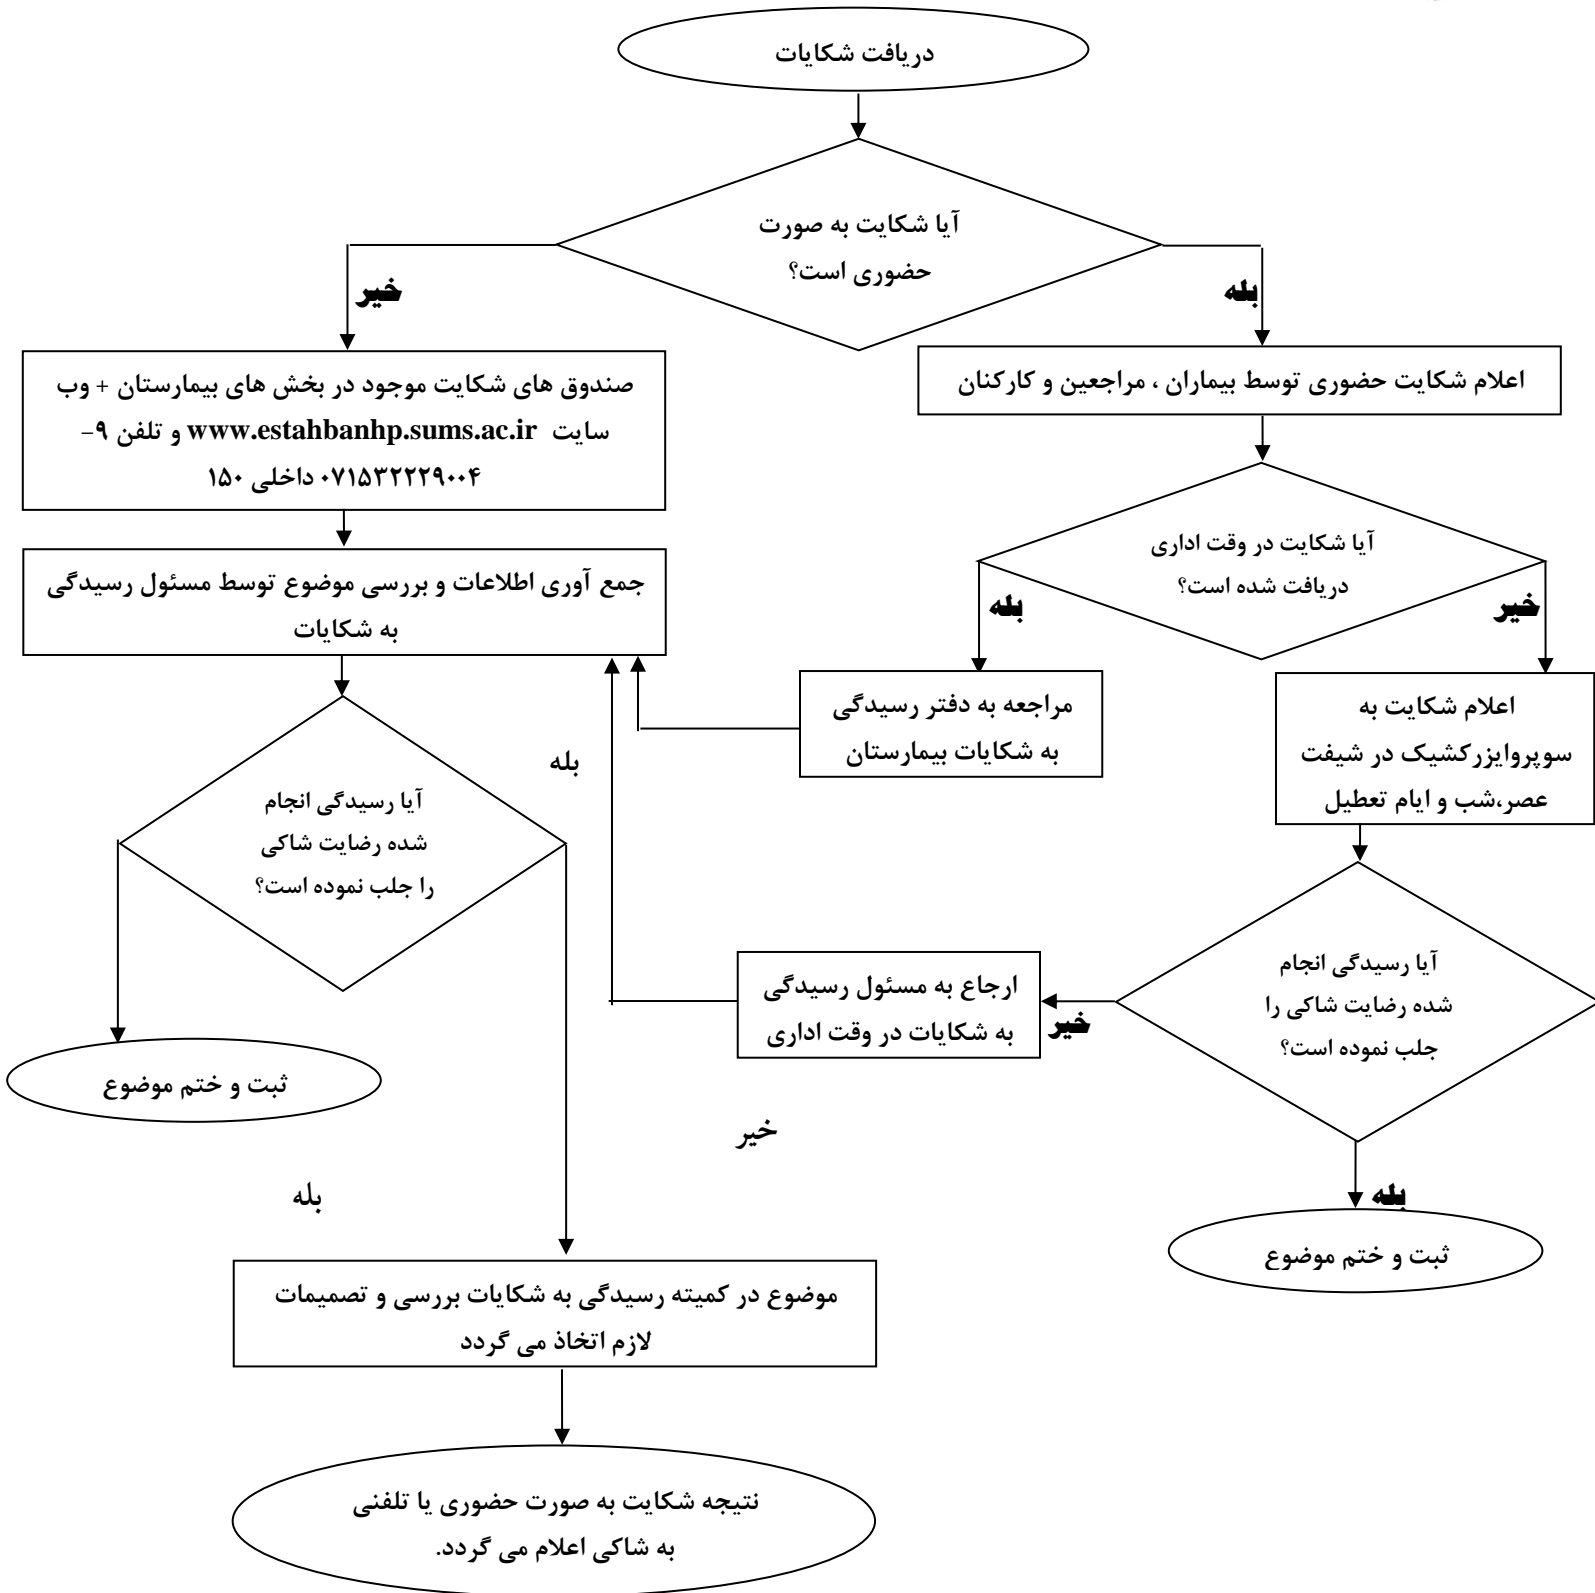 دریافت شکایات
آیا شکایت به صورت
حضوری است؟
بله
خیر
اعلام شکایت حضوری توسط بیماران ، مراجعین و کارکنان
صندوق های شکایت موجود در بخش های بیمارستان + وب
سایت www.estahbanhp.sums.ac.ir و تلفن ۹-
۰۷۱۵۳۲۲۲۹۰۰۴ داخلی ۱۵۰
آیا شکایت در وقت اداری
دریافت شده است؟
خیر
بله
جمع آوری اطلاعات و بررسی موضوع توسط مسئول رسیدگی
به شکایات
اعلام شکایت به
سوپروایزرکشیک در شیفت
عصر،شب و ایام تعطیل
مراجعه به دفتر رسیدگی
به شکایات بیمارستان
بله
آیا رسیدگی انجام
شده رضایت شاکی
را جلب نموده است؟
آیا رسیدگی انجام
شده رضایت شاکی را
جلب نموده است؟
خیر
ارجاع به مسئول رسیدگی
به شکایات در وقت اداری
ثبت و ختم موضوع
خیر
بله
بله
ثبت و ختم موضوع
موضوع در کمیته رسیدگی به شکایات بررسی و تصمیمات
لازم اتخاذ می گردد
نتیجه شکایت به صورت حضوری یا تلفنی
به شاکی اعلام می گردد.